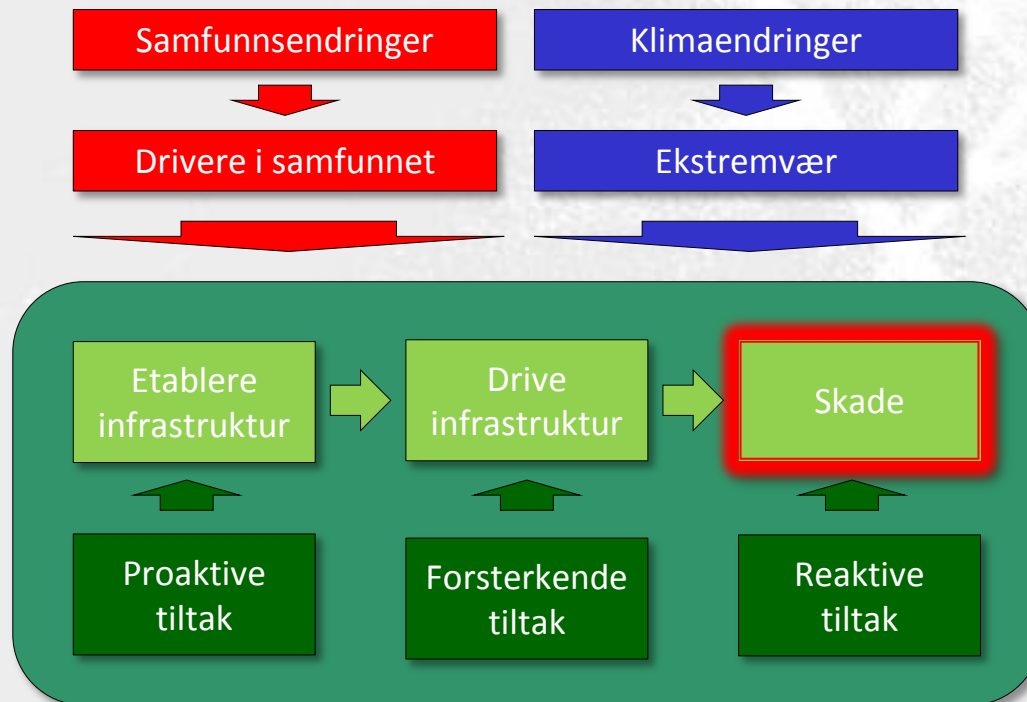 Samfunnsendringer
Klimaendringer
Drivere i samfunnet
Ekstremvær
Etablere
infrastruktur
Drive
infrastruktur
Skade
Proaktive
tiltak
Forsterkende
tiltak
Reaktive
tiltak